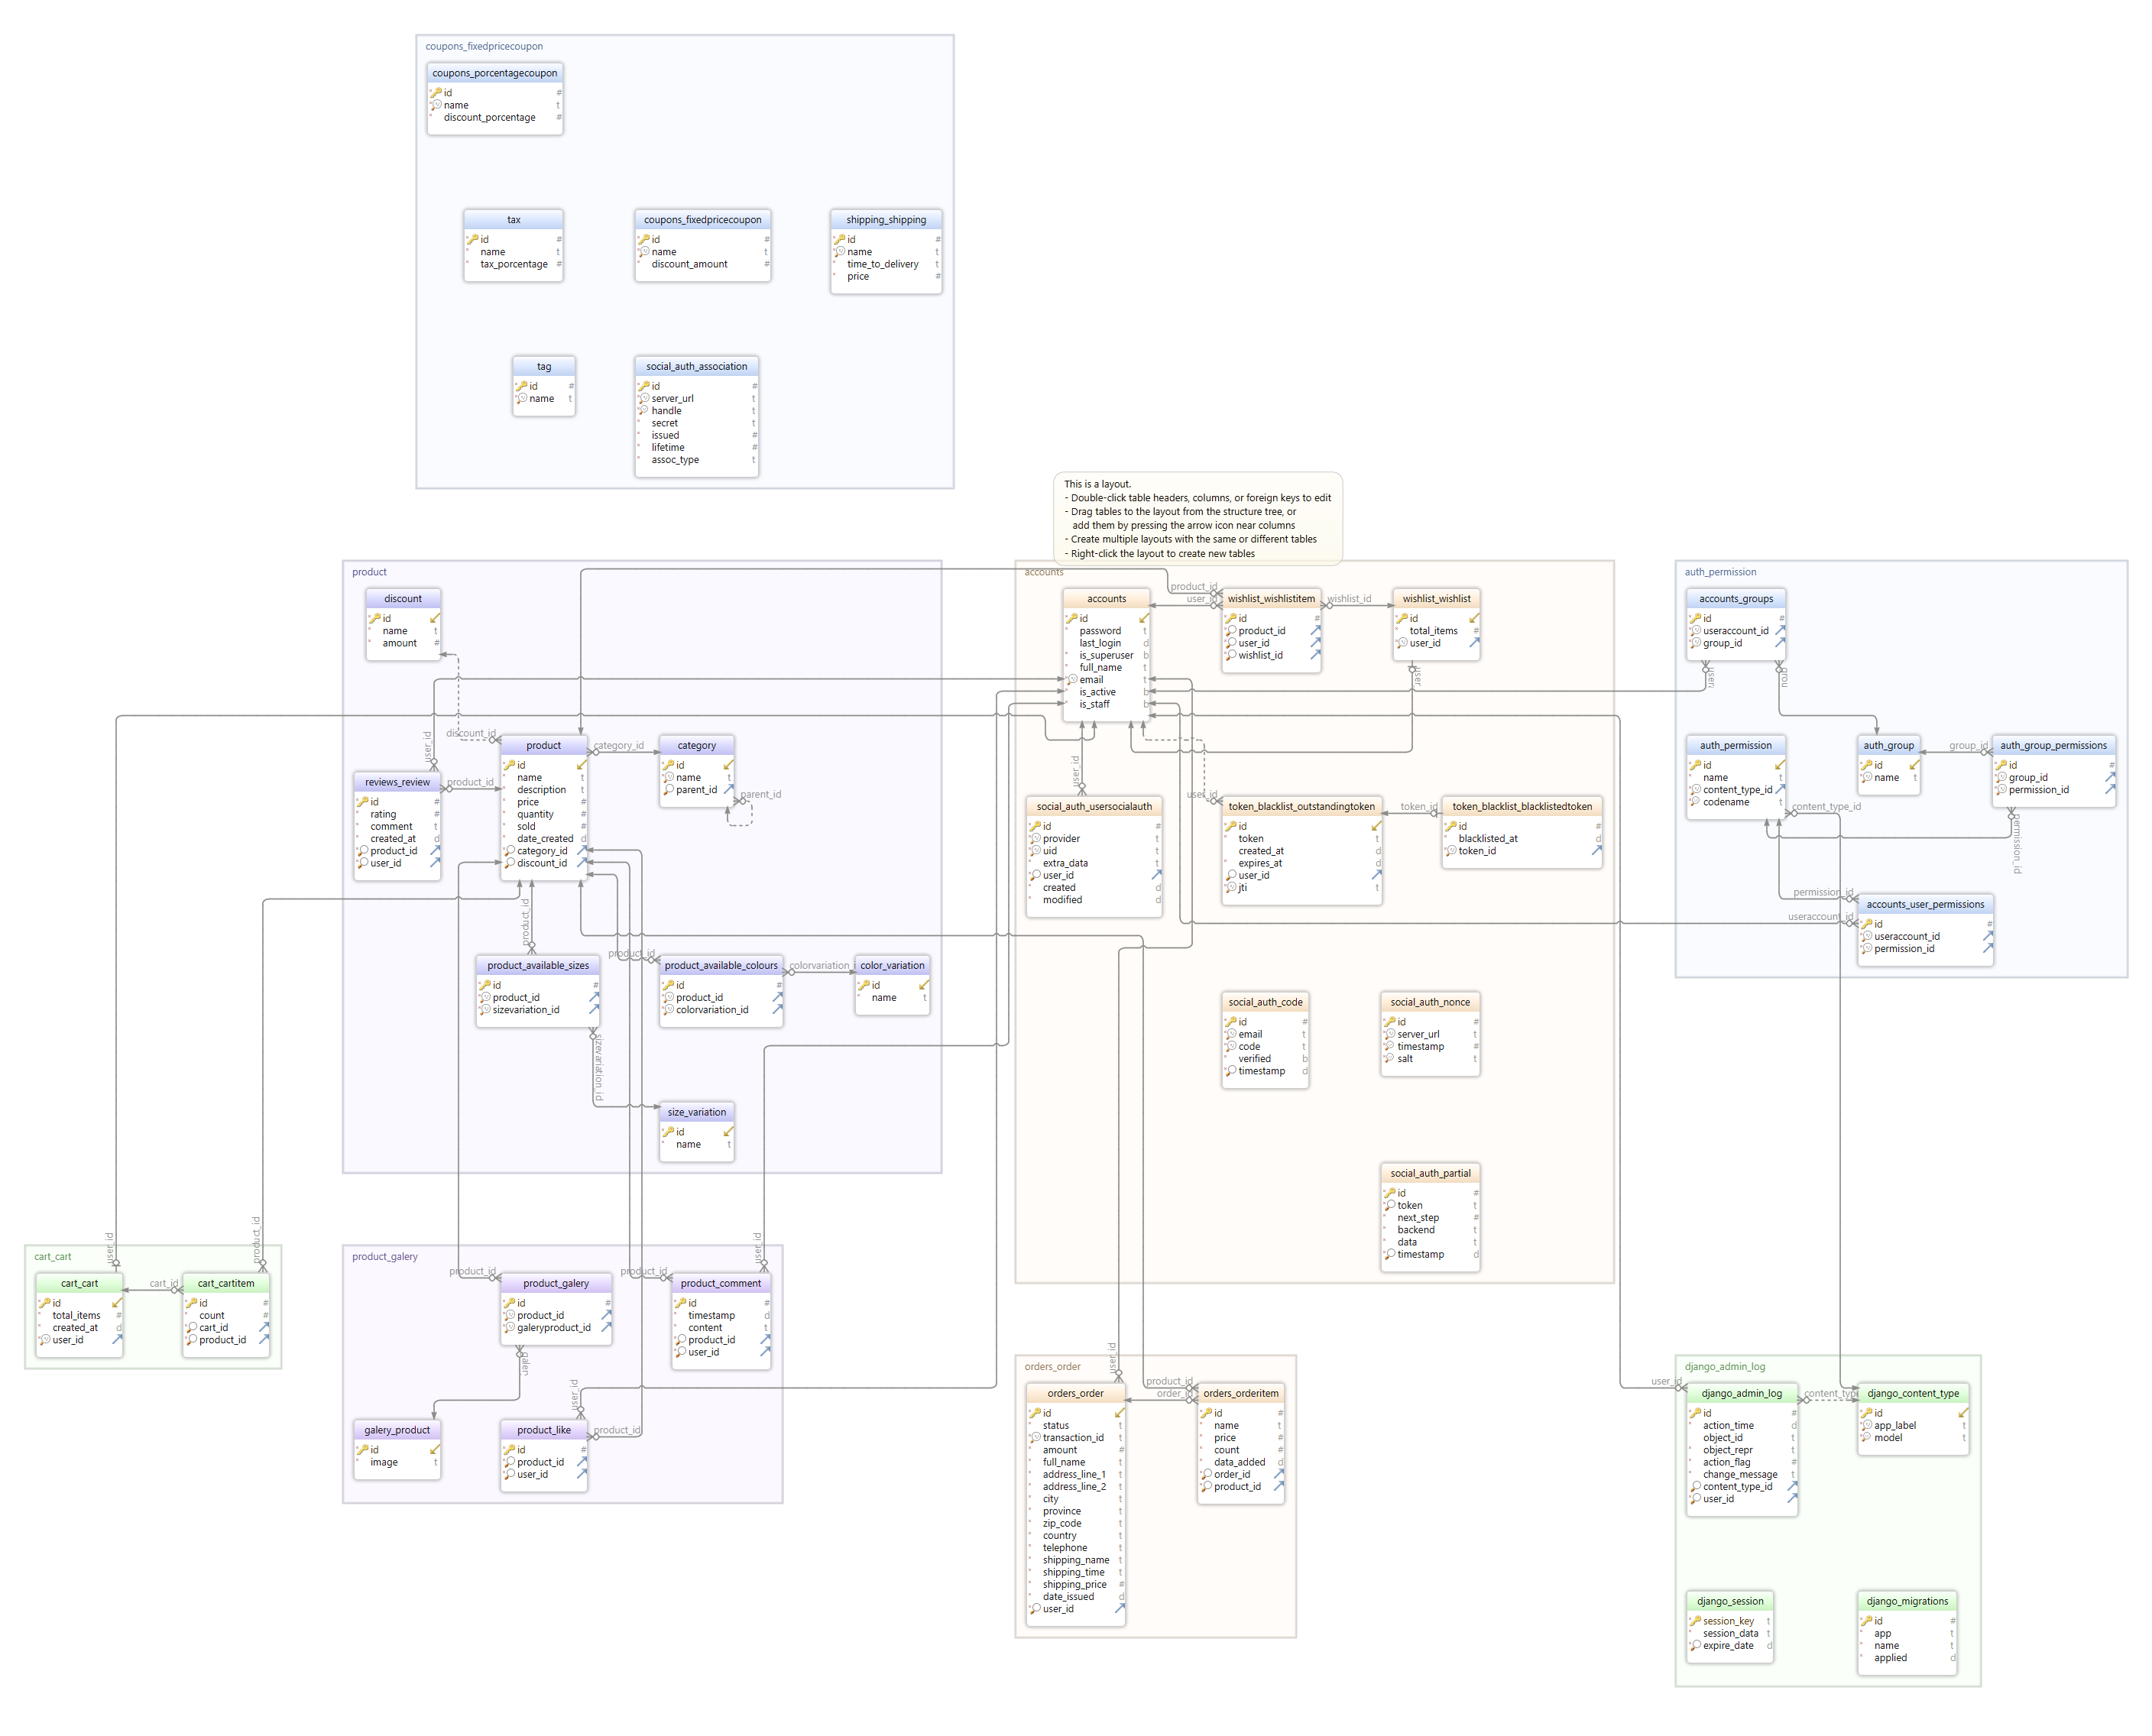 coupons_fixedpricecoupon
coupons_porcentagecoupon
id #
name t
discount_porcentage #
tax
id #
name t
tax_porcentage #
coupons_fixedpricecoupon
id #
name t
discount_amount #
shipping_shipping
id #
name t
time_to_delivery t
price #
tag
id #
name t
social_auth_association
id #
server_url t
handle t
secret t
issued #
lifetime #
assoc_type t
This is a layout.
- Double-click table headers, columns, or foreign keys to edit
- Drag tables to the layout from the structure tree, or
add them by pressing the arrow icon near columns
- Create multiple layouts with the same or different tables
- Right-click the layout to create new tables
product
discount
id
name t
amount #
discount_id
user_id
product_id
reviews_review
id #
rating #
comment t
created_at d
product_id
user_id
product
id
name t
description t
price #
quantity #
sold #
date_created d
category_id
discount_id
category_id
category
id
name t
parent_id
parent_id
product_id
product_available_sizes
id #
product_id
sizevariation_id
sizevariation_id
product_id
product_available_colours
id #
product_id
colorvariation_id
colorvariation_i
color_variation
id
name t
size_variation
id
name t
accounts
accounts
id
password t
last_login d
is_superuser b
full_name t
email t
is_active b
is_staff b
product_id
user_id
wishlist_wishlistitem
id #
product_id
user_id
wishlist_id
wishlist_id
wishlist_wishlist
id
total_items #
user_id
user
user_id
social_auth_usersocialauth
id #
provider t
uid t
extra_data t
user_id
created d
modified d
user_id
token_blacklist_outstandingtoken
id
token t
created_at d
expires_at d
user_id
jti t
token_id
token_blacklist_blacklistedtoken
id #
blacklisted_at d
token_id
social_auth_code
id #
email t
code t
verified b
timestamp d
social_auth_nonce
id #
server_url t
timestamp #
salt t
social_auth_partial
id #
token t
next_step #
backend t
data t
timestamp d
auth_permission
accounts_groups
id #
useraccount_id
group_id
user
grou
auth_permission
id
name t
content_type_id
codename t
content_type_id
auth_group
id
name t
group_id
auth_group_permissions
id #
group_id
permission_id
permission_id
permission_id
useraccount_id
accounts_user_permissions
id #
useraccount_id
permission_id
cart_cart
user_id
cart_cart
id
total_items #
created_at d
user_id
cart_id
product_id
cart_cartitem
id #
count #
cart_id
product_id
product_galery
product_id
product_galery
id #
product_id
galeryproduct_id
galer
product_id
user_id
product_comment
id #
timestamp d
content t
product_id
user_id
galery_product
id
image t
user_id
product_like
id #
product_id
user_id
product_id
orders_order
user_id
orders_order
id
status t
transaction_id t
amount #
full_name t
address_line_1 t
address_line_2 t
city t
province t
zip_code t
country t
telephone t
shipping_name t
shipping_time t
shipping_price #
date_issued d
user_id
product_id
order_id
orders_orderitem
id #
name t
price #
count #
data_added d
order_id
product_id
django_admin_log
user_id
django_admin_log
id #
action_time d
object_id t
object_repr t
action_flag #
change_message t
content_type_id
user_id
content_type
django_content_type
id
app_label t
model t
django_session
session_key t
session_data t
expire_date d
django_migrations
id #
app t
name t
applied d